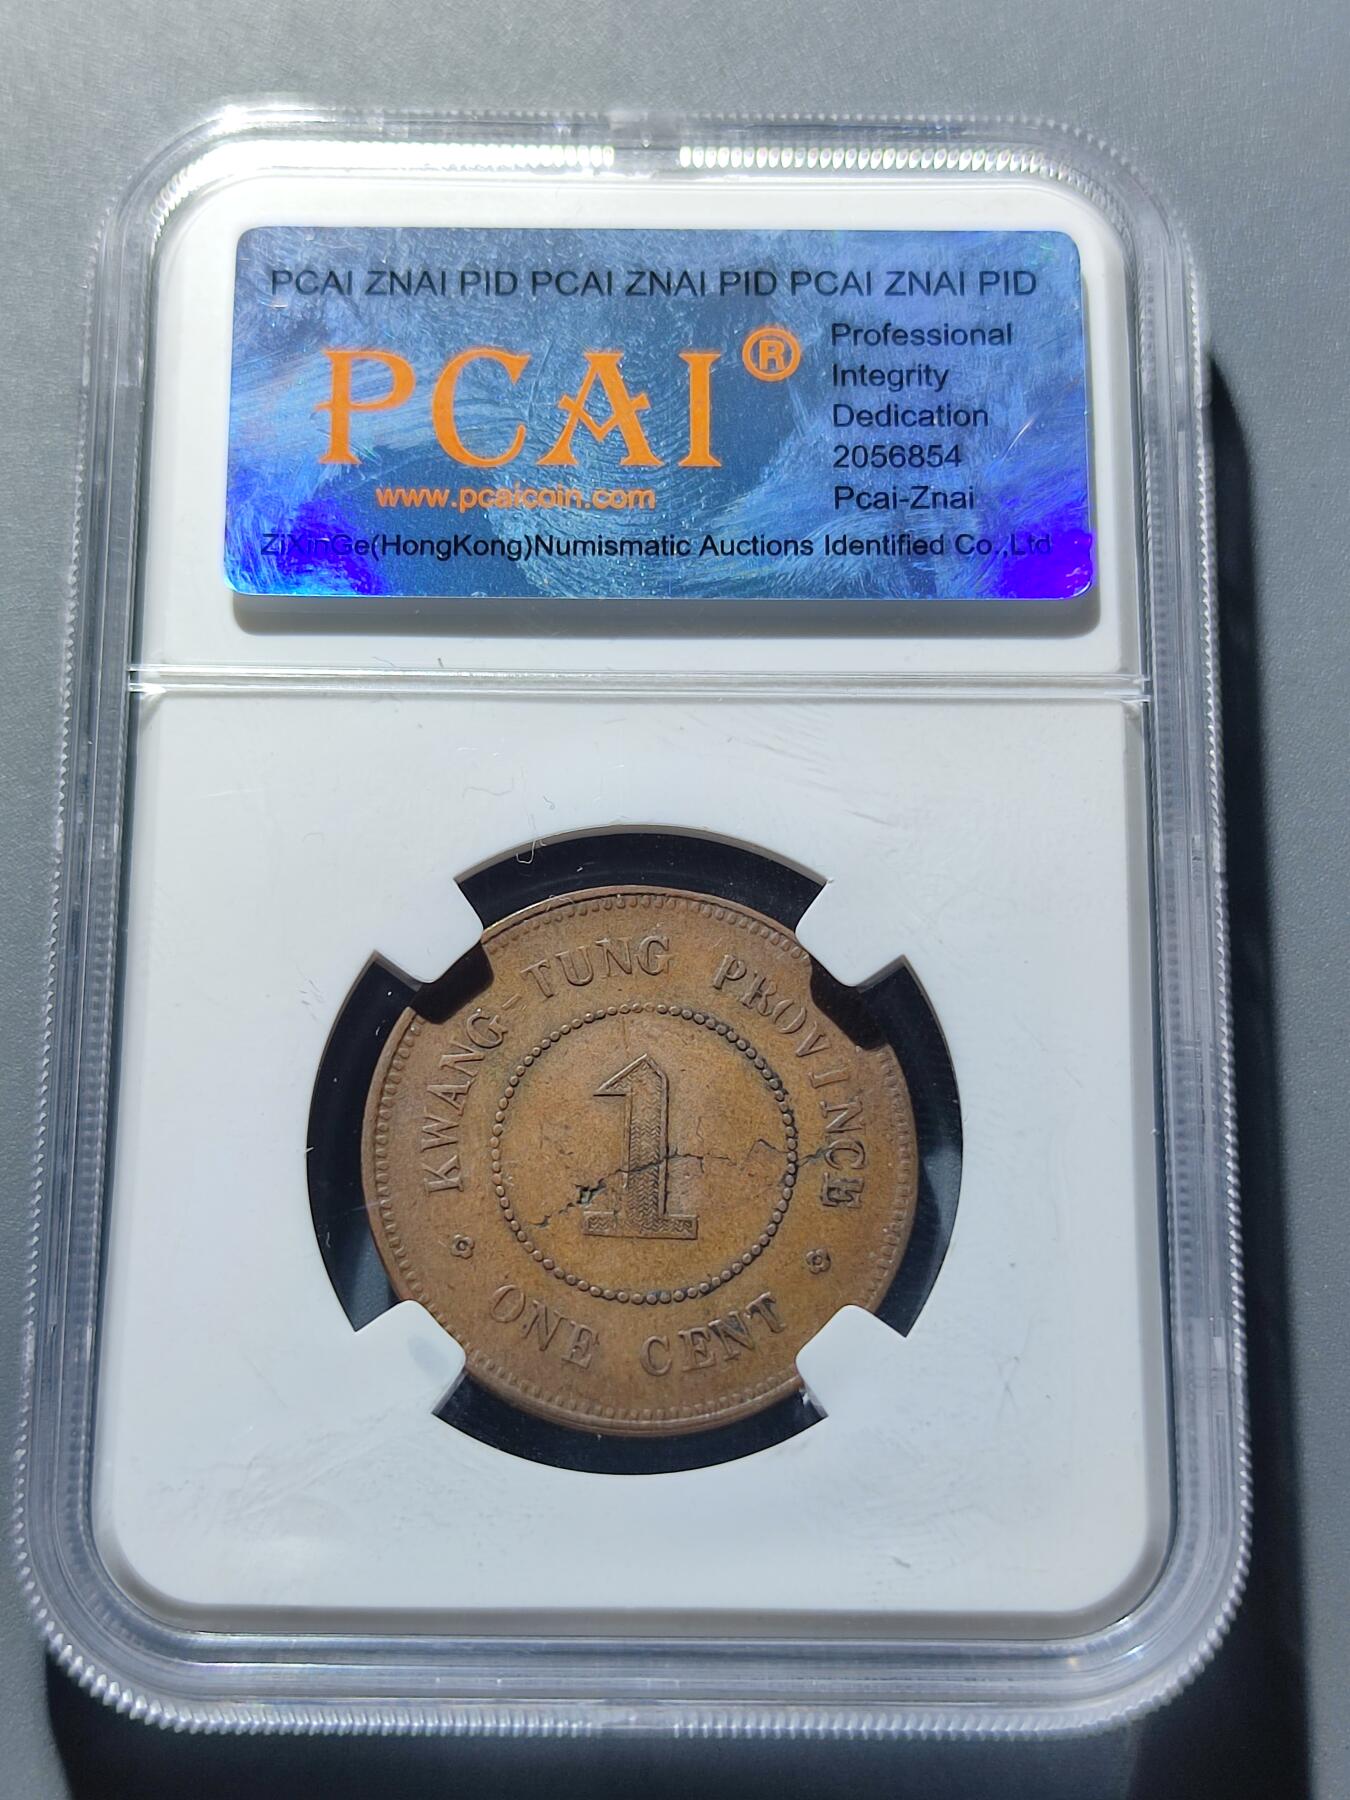 PCAI ZNAI PID PCAI ZNAI PID PCAI ZNAI PID
PCAI®
www.pcaicoin.com
Professional
Integrity
Dedication
2056854
Pcai-Znai
ZiXinGe(HongKong)Numismatic Auctions Identified Co.,Ltd
KWANG-TUNG PROVINCE
1
ONE CENT